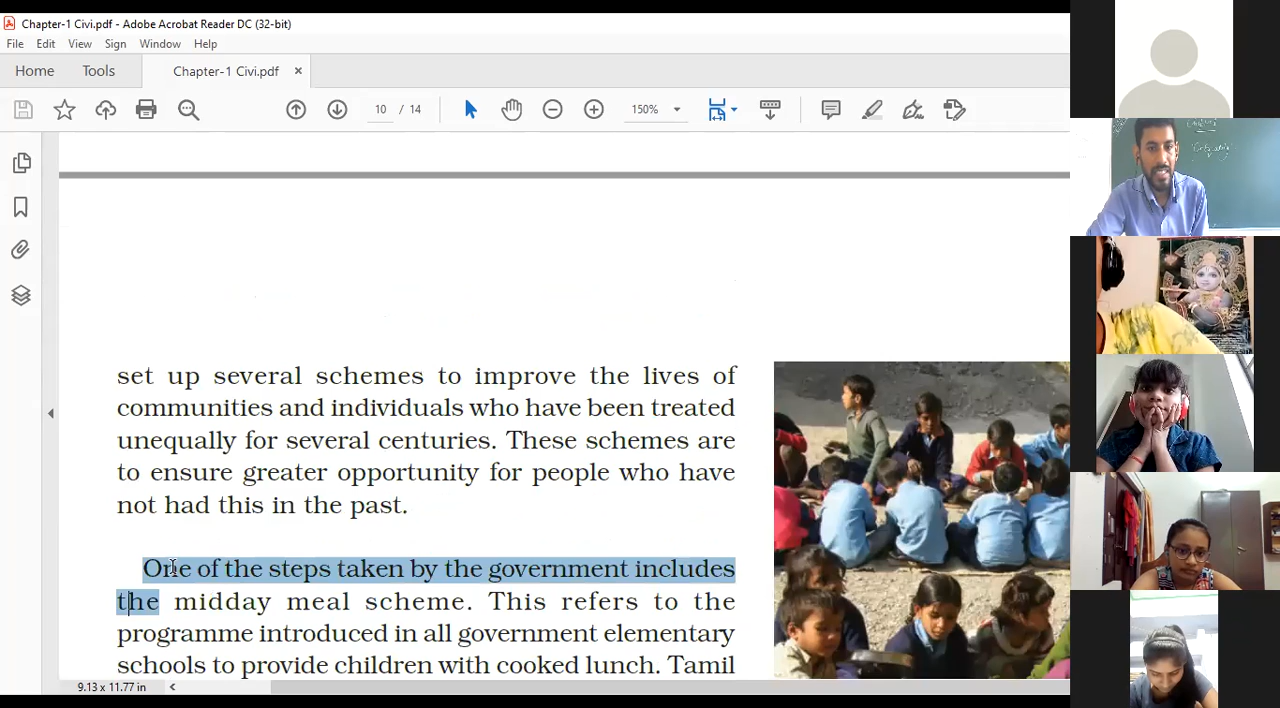 Chapter-1 Civi.pdf - Adobe Acrobat Reader DC (32-bit)
File Edit View Sign Window Help
Home Tools Chapter-1 Civi.pdf ×
10 / 14 150%
set up several schemes to improve the lives of
communities and individuals who have been treated
unequally for several centuries. These schemes are
to ensure greater opportunity for people who have
not had this in the past.
One of the steps taken by the government includes
the midday meal scheme. This refers to the
programme introduced in all government elementary
schools to provide children with cooked lunch. Tamil
9.13 x 11.77 in